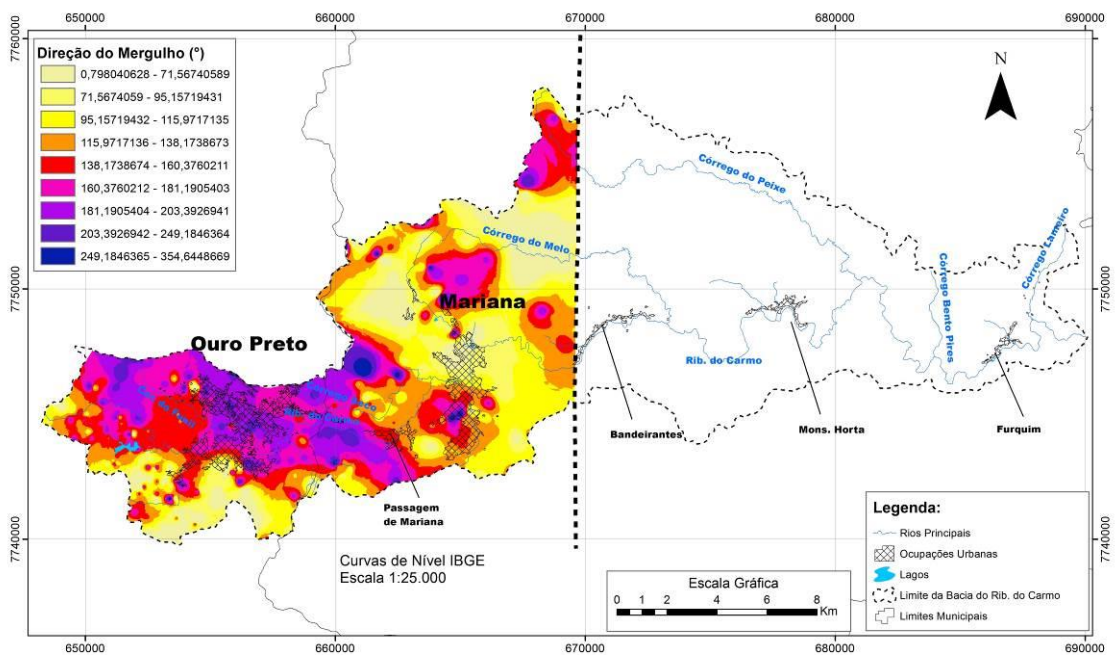 650000 660000 670000 680000 690000
7760000
7760000
Direção do Mergulho (°)
0,798040628 - 71,56740589
71,5674059 - 95,15719431
95,15719432 - 115,9717135
115,9717136 - 138,1738673
138,1738674 - 160,3760211
160,3760212 - 181,1905403
181,1905404 - 203,3926941
203,3926942 - 249,1846364
249,1846365 - 354,6448669
N
Córrego do Peixe
Córrego do Melo
Córrego Lameiro
Córrego Bento Pires
7750000
7750000
Mariana
Ouro Preto
Rib. do Carmo
Bandeirantes
Mons. Horta
Furquim
Passagem
de Mariana
7740000
7740000
Curvas de Nível IBGE
Escala 1:25.000
Escala Gráfica
0 1 2 4 6 8
Km
Legenda:
Rios Principais
Ocupações Urbanas
Lagos
Limite da Bacia do Rib. do Carmo
Limites Municipais
650000 660000 670000 680000 690000